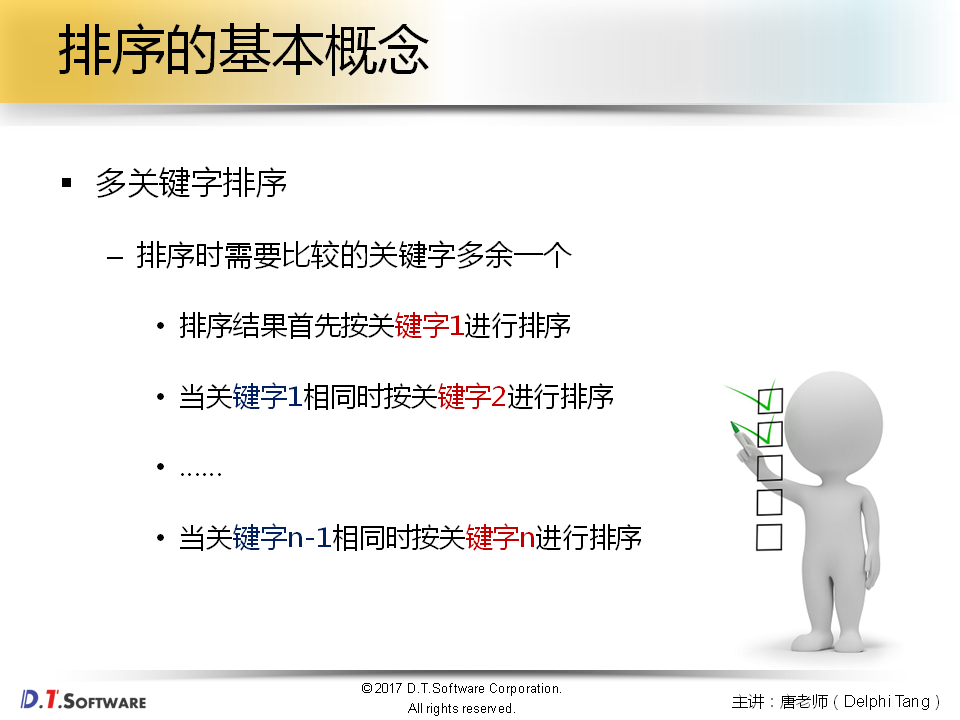 排序的基本概念
▪ 多关键字排序
– 排序时需要比较的关键字多余一个
• 排序结果首先按关键字1进行排序
• 当关键字1相同时按关键字2进行排序
• ……
• 当关键字n-1相同时按关键字n进行排序
D.T.SOFTWARE
©2017 D.T.Software Corporation.
All rights reserved.
主讲：唐老师（Delphi Tang）